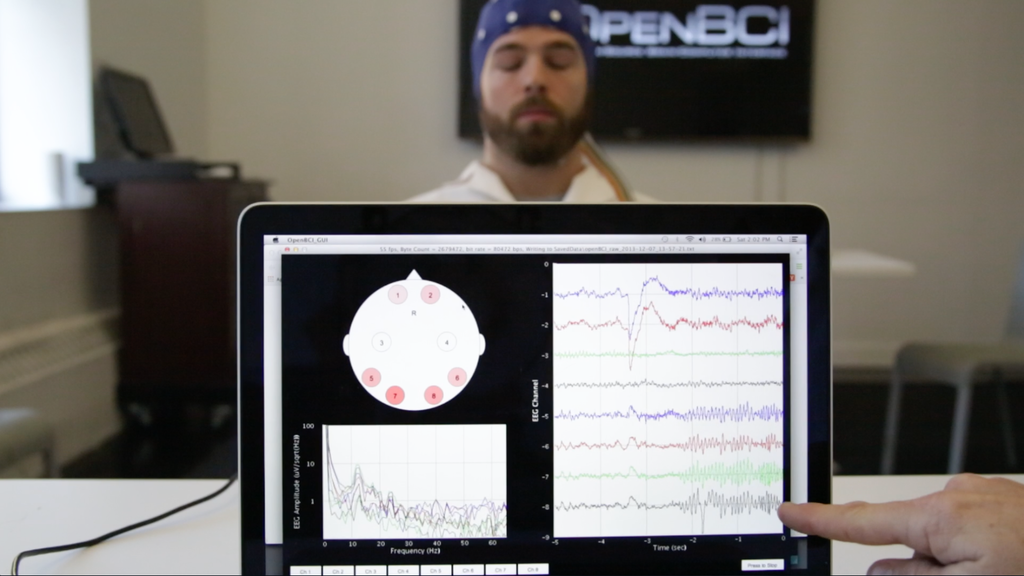 OPENBCI
OpenBCI_GUI
Sat 2:02 PM
1
2
R
3
4
5
6
7
8
EEG Amplitude (uV/sqrt(Hz))
100
10
1
0 10 20 30 40 50 60
Frequency (Hz)
EEG Channel
0
-1
-2
-3
-4
-5
-6
-7
-8
-9
-5 -4 -3 -2 -1 0
Time (sec)
Ch 1 Ch 2 Ch 3 Ch 4 Ch 5 Ch 6 Ch 7 Ch 8
Press to Stop